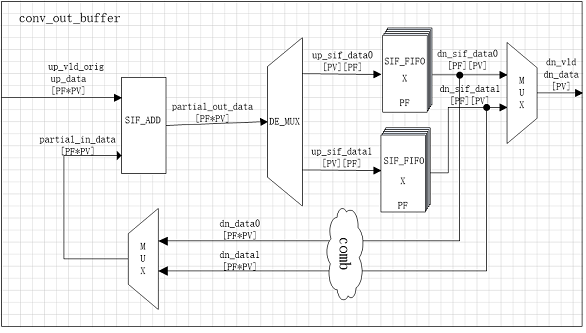 conv_out_buffer
up_vld_orig
up_data
[PF*PV]
partial_in_data
[PF*PV]
SIF_ADD
partial_out_data
[PF*PV]
DE_MUX
up_sif_data0
[PV][PF]
up_sif_data1
[PV][PF]
SIF_FIFO
X
PF
SIF_FIFO
X
PF
dn_sif_data0
[PF][PV]
dn_sif_data1
[PF][PV]
MUX
dn_vld
dn_data
[PV]
MUX
dn_data0
[PF*PV]
dn_data1
[PF*PV]
comb